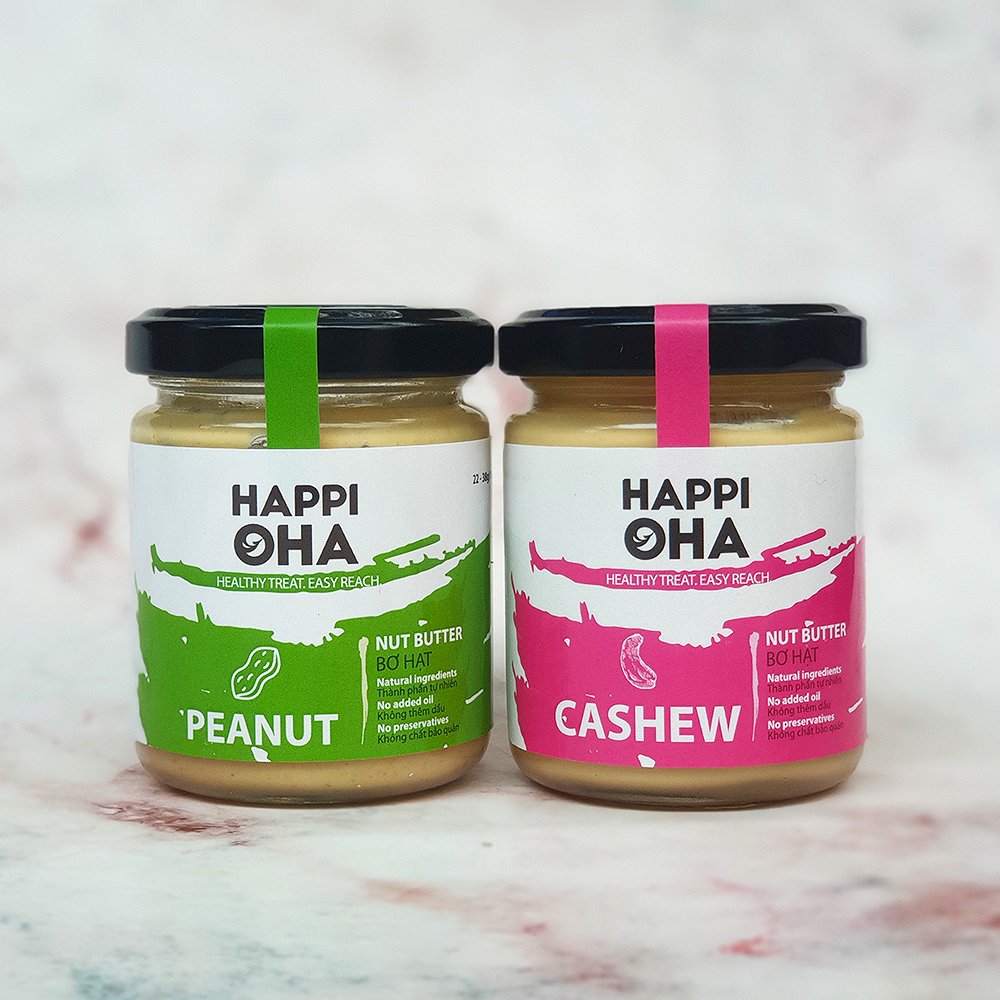 HAPPI
OHA
HEALTHY TREAT. EASY REACH.
NUT BUTTER
BƠ HẠT
Natural ingredients
Thành phần tự nhiên
No added oil
Không thêm dầu
No preservatives
Không chất bảo quản
PEANUT
HAPPI
OHA
HEALTHY TREAT. EASY REACH.
NUT BUTTER
BƠ HẠT
Natural ingredients
Thành phần tự nhiên
No added oil
Không thêm dầu
No preservatives
Không chất bảo quản
CASHEW